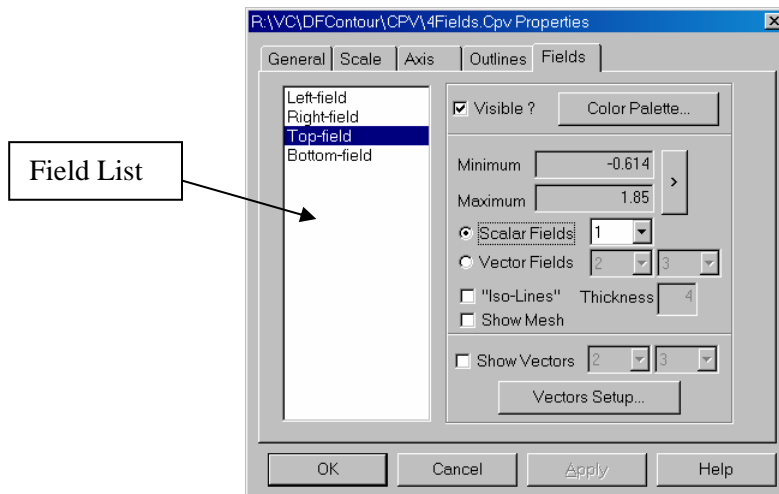 R:\VC\DFContour\CPV\4Fields.Cpv Properties
General Scale Axis Outlines Fields
Left-field
Right-field
Top-field
Bottom-field
Field List
Visible ? Color Palette...
Minimum -0.614
>
Maximum 1.85
Scalar Fields 1
Vector Fields 2 3
"Iso-Lines" Thickness 4
Show Mesh
Show Vectors 2 3
Vectors Setup...
OK Cancel Apply Help